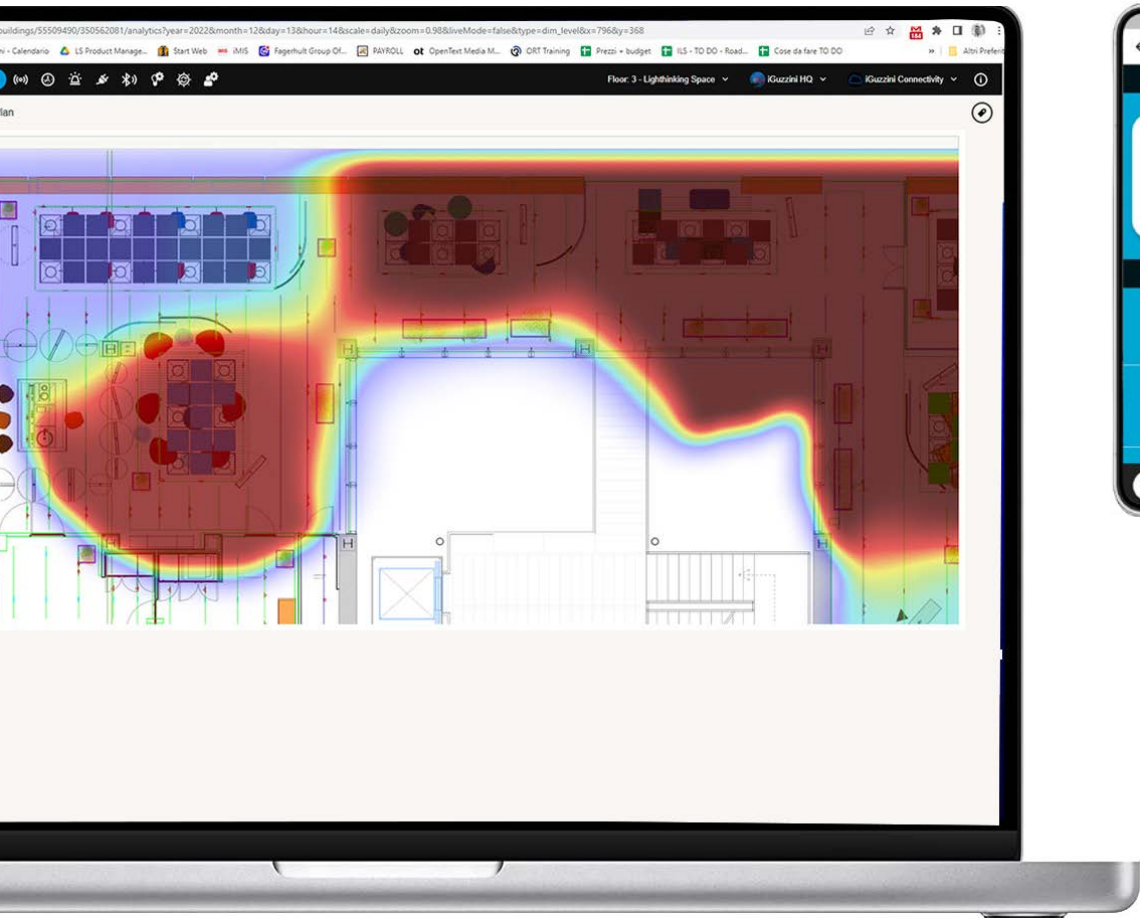 buildings/55509490/350562081/analytics?year=2022&month=12&day=13&hour=14&scale=daily&zoom=0.98&liveMode=false&type=dim_level&x=796&y=368
ni - Calendario LS Product Manage... Start Web iMIS Fagerhult Group Of... PAYROLL ot OpenText Media M... ORT Training Prezzi + budget ILS - TO DO - Road... Cose da fare TO DO » Altri Preferit
Floor: 3 - Lighthinking Space iGuzzini HQ iGuzzini Connectivity
lan
H
H
H
H
H
H